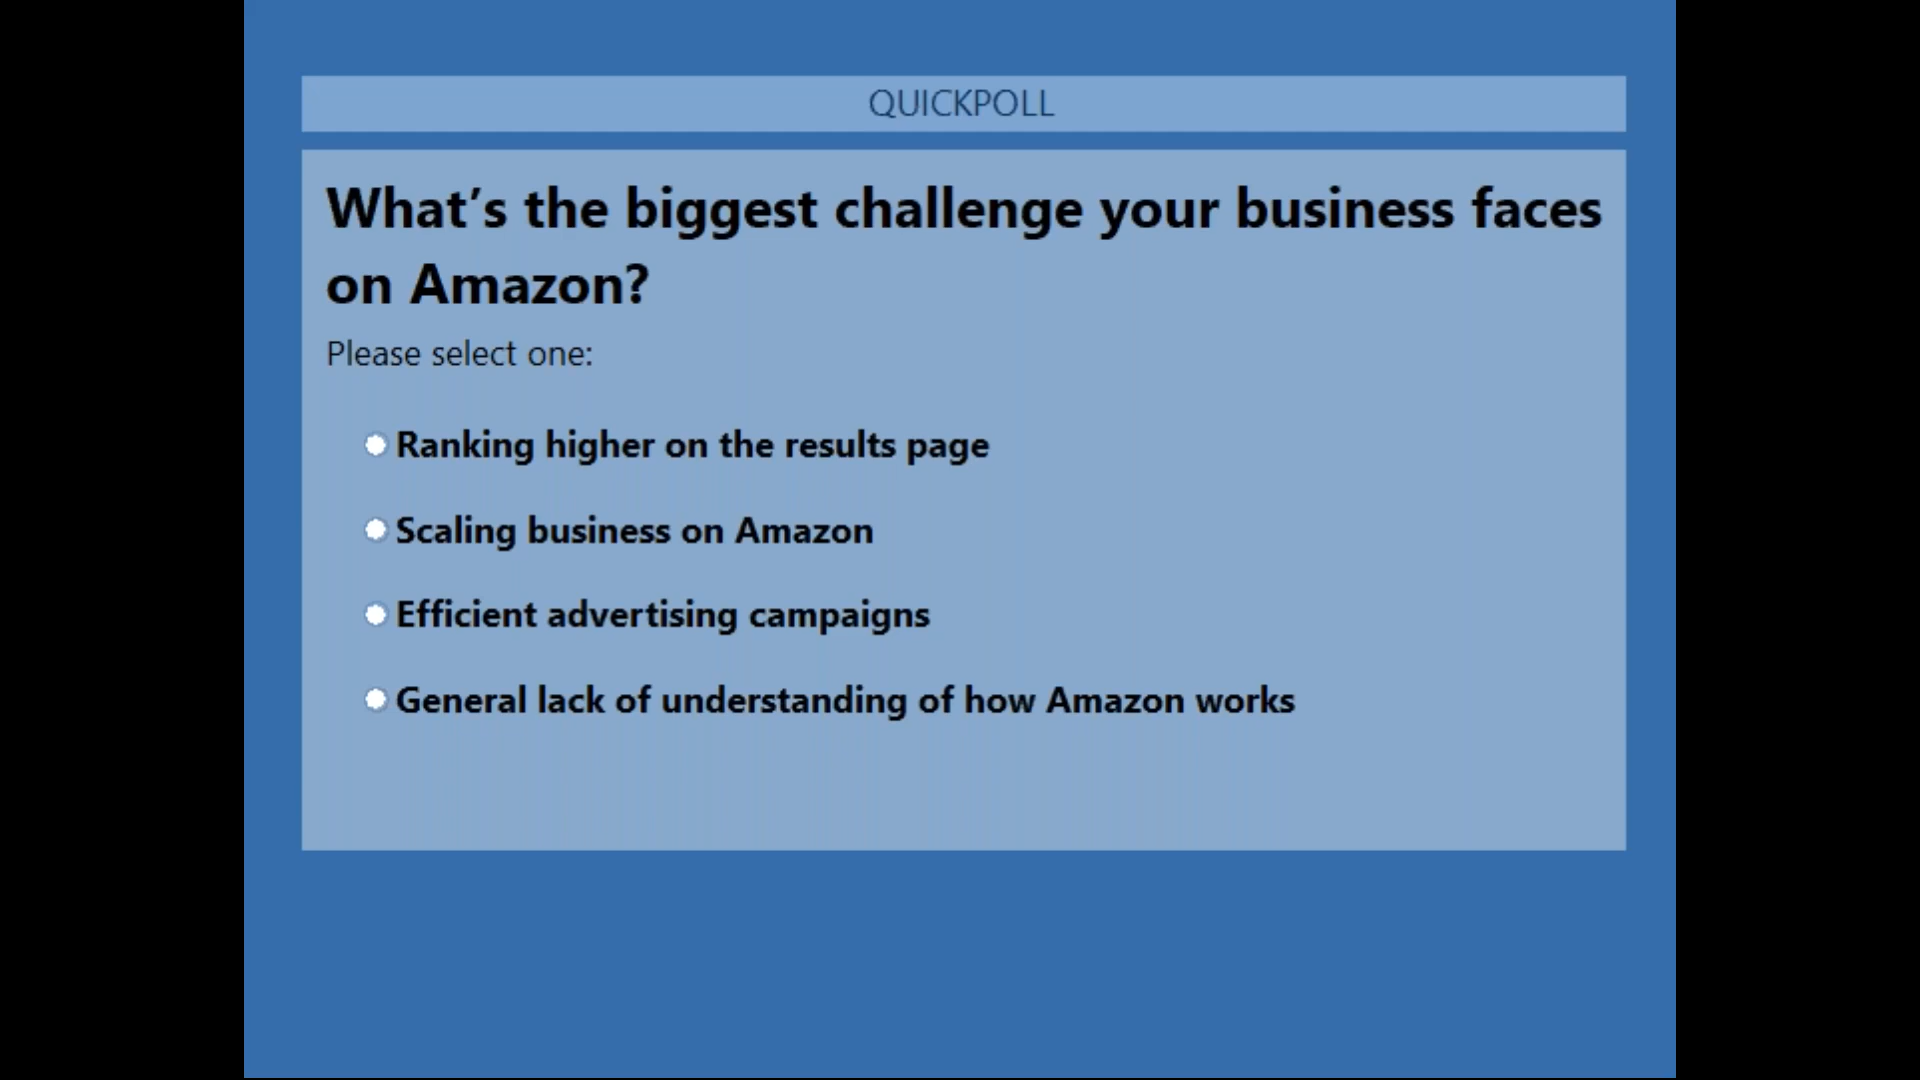 QUICKPOLL
What’s the biggest challenge your business faces
on Amazon?
Please select one:
Ranking higher on the results page
Scaling business on Amazon
Efficient advertising campaigns
General lack of understanding of how Amazon works